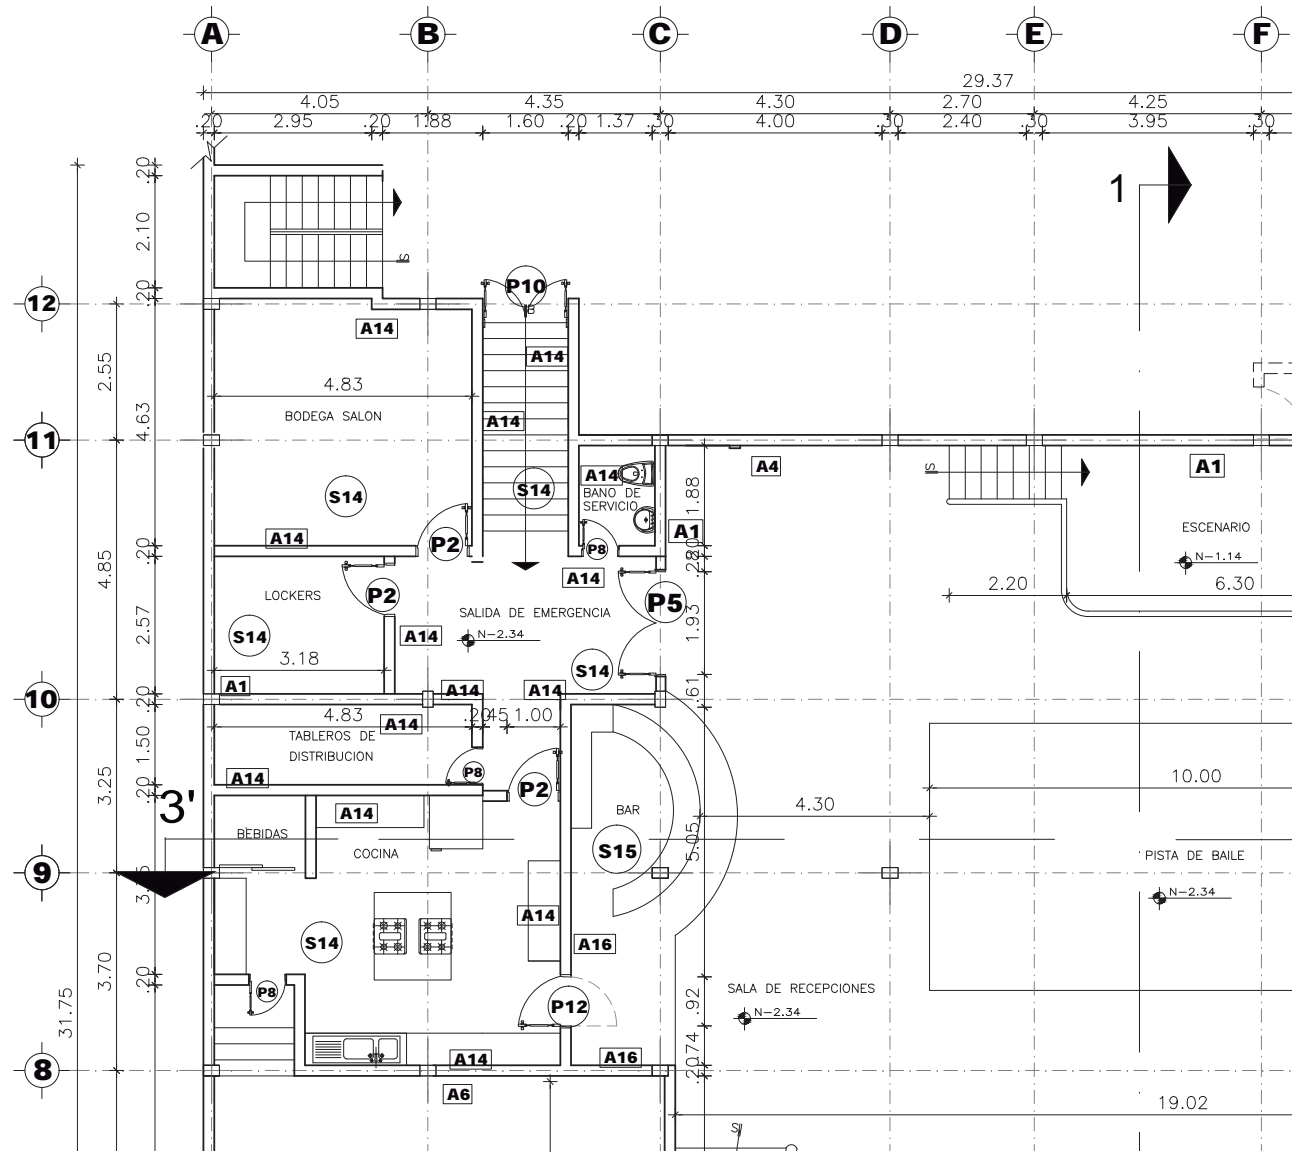 A B C D E F
29.37
4.05 4.35 4.30 2.70 4.25
.20 2.95 .20 1.88 1.60 .20 1.37 .30 4.00 .30 2.40 .30 3.95 .30
.20
1
2.10
S
.20
12
P10
B
A14
A14
2.55
4.83
BODEGA SALON
A14
4.63
11
A4
S
A1
A14
S14
S14
BANO DE
SERVICIO
1.88
A1
ESCENARIO
A14
P2
P8
.20
.20
.28
N-1.14
4.85
A14
2.20
6.30
LOCKERS
P2
P5
SALIDA DE EMERGENCIA
2.57
1.93
S14
A14
N-2.34
3.18
S14
A1
A14
A14
.61
10
.20
4.83
.20
.45
1.00
A14
TABLEROS DE
DISTRIBUCION
1.50
P8
A14
P2
10.00
3.25
.20
3'
A14
BAR
4.30
BEBIDAS
COCINA
S15
5.05
PISTA DE BAILE
9
N-2.34
A14
S14
A16
3.70
.20
P8
SALA DE RECEPCIONES
.92
P12
N-2.34
31.75
.74
A14
A16
8
.20
A6
19.02
S